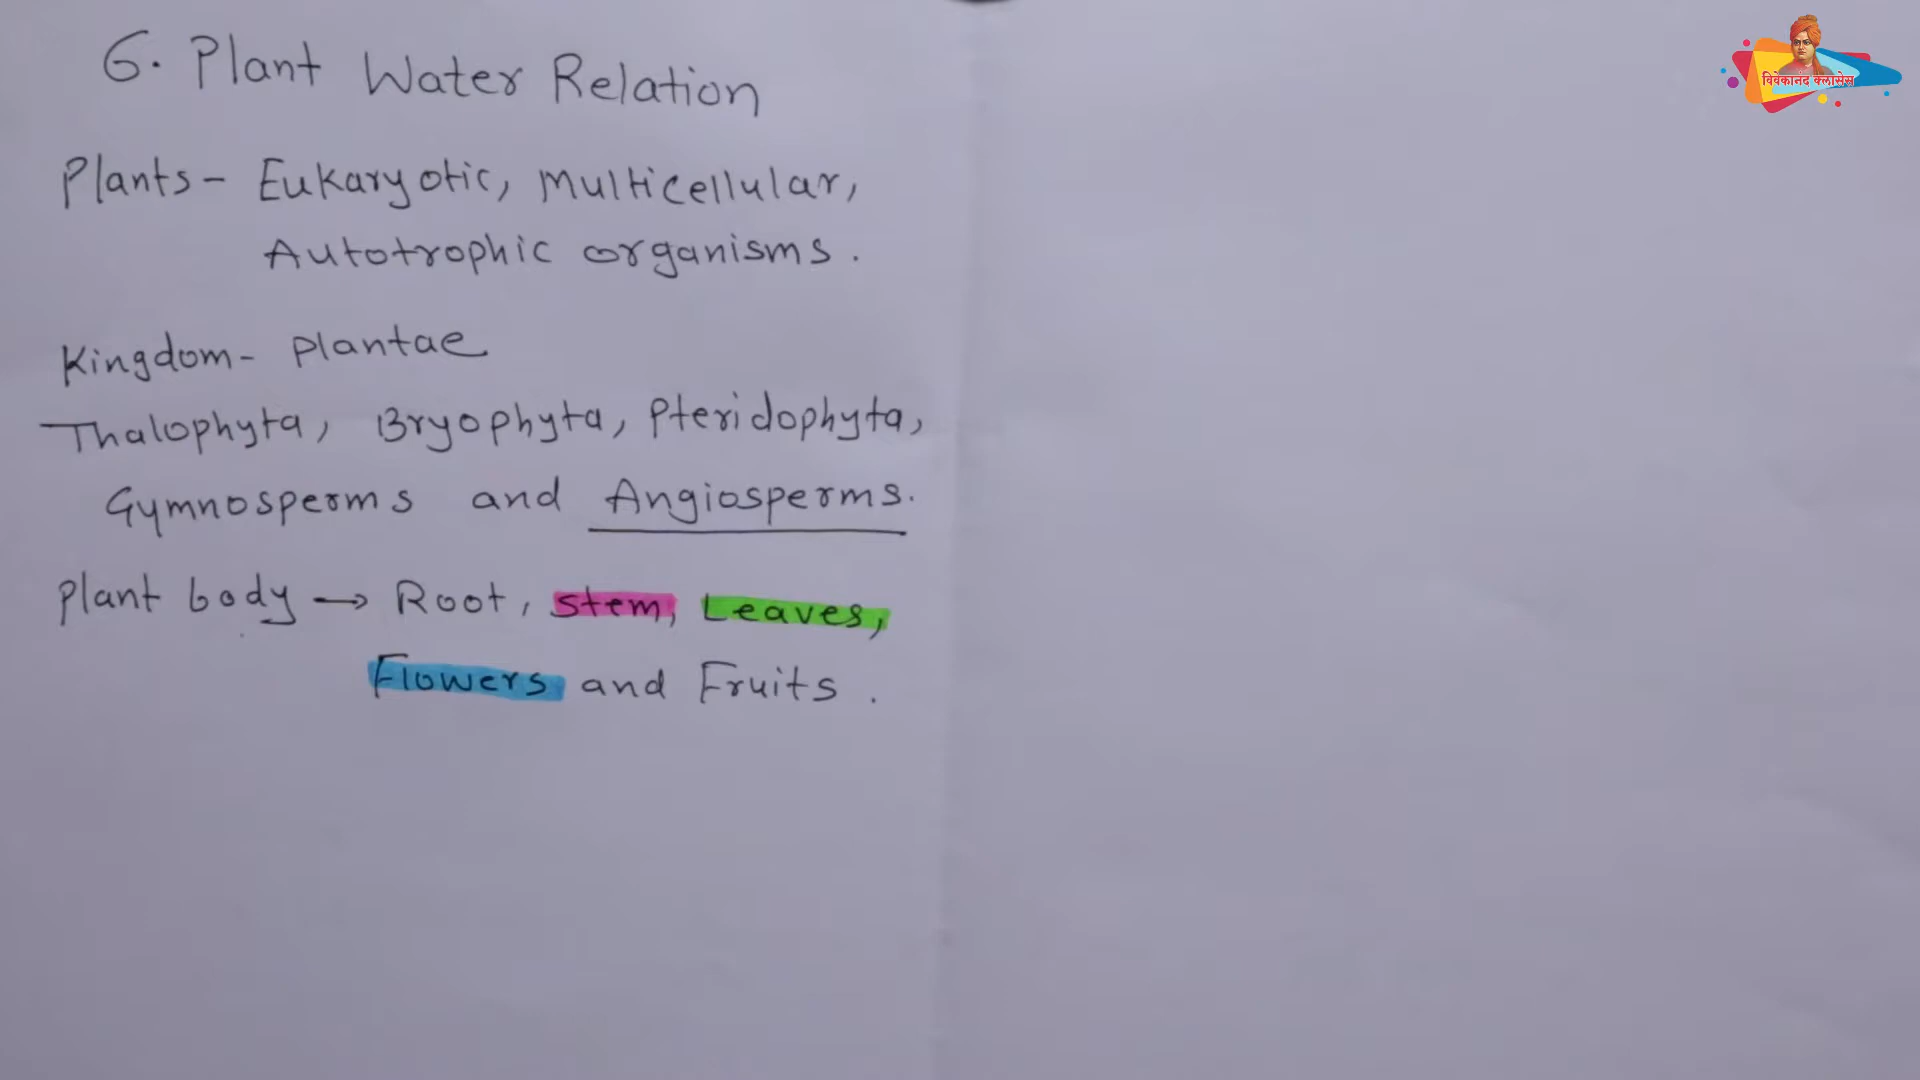 6. Plant Water Relation
Plants - Eukaryotic, Multicellular,
Autotrophic organisms.
Kingdom - Plantae
Thalophyta, Bryophyta, Pteridophyta,
Gymnosperms and Angiosperms.
Plant body → Root, stem, Leaves,
Flowers and Fruits.
विवेकानंद क्लासेस